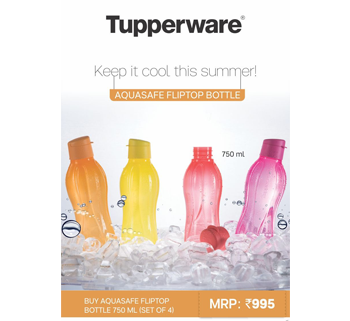 Tupperware®
Keep it cool this summer!
AQUASAFE FLIPTOP BOTTLE
750 ml
BUY AQUASAFE FLIPTOP
BOTTLE 750 ML (SET OF 4)
MRP: ₹995